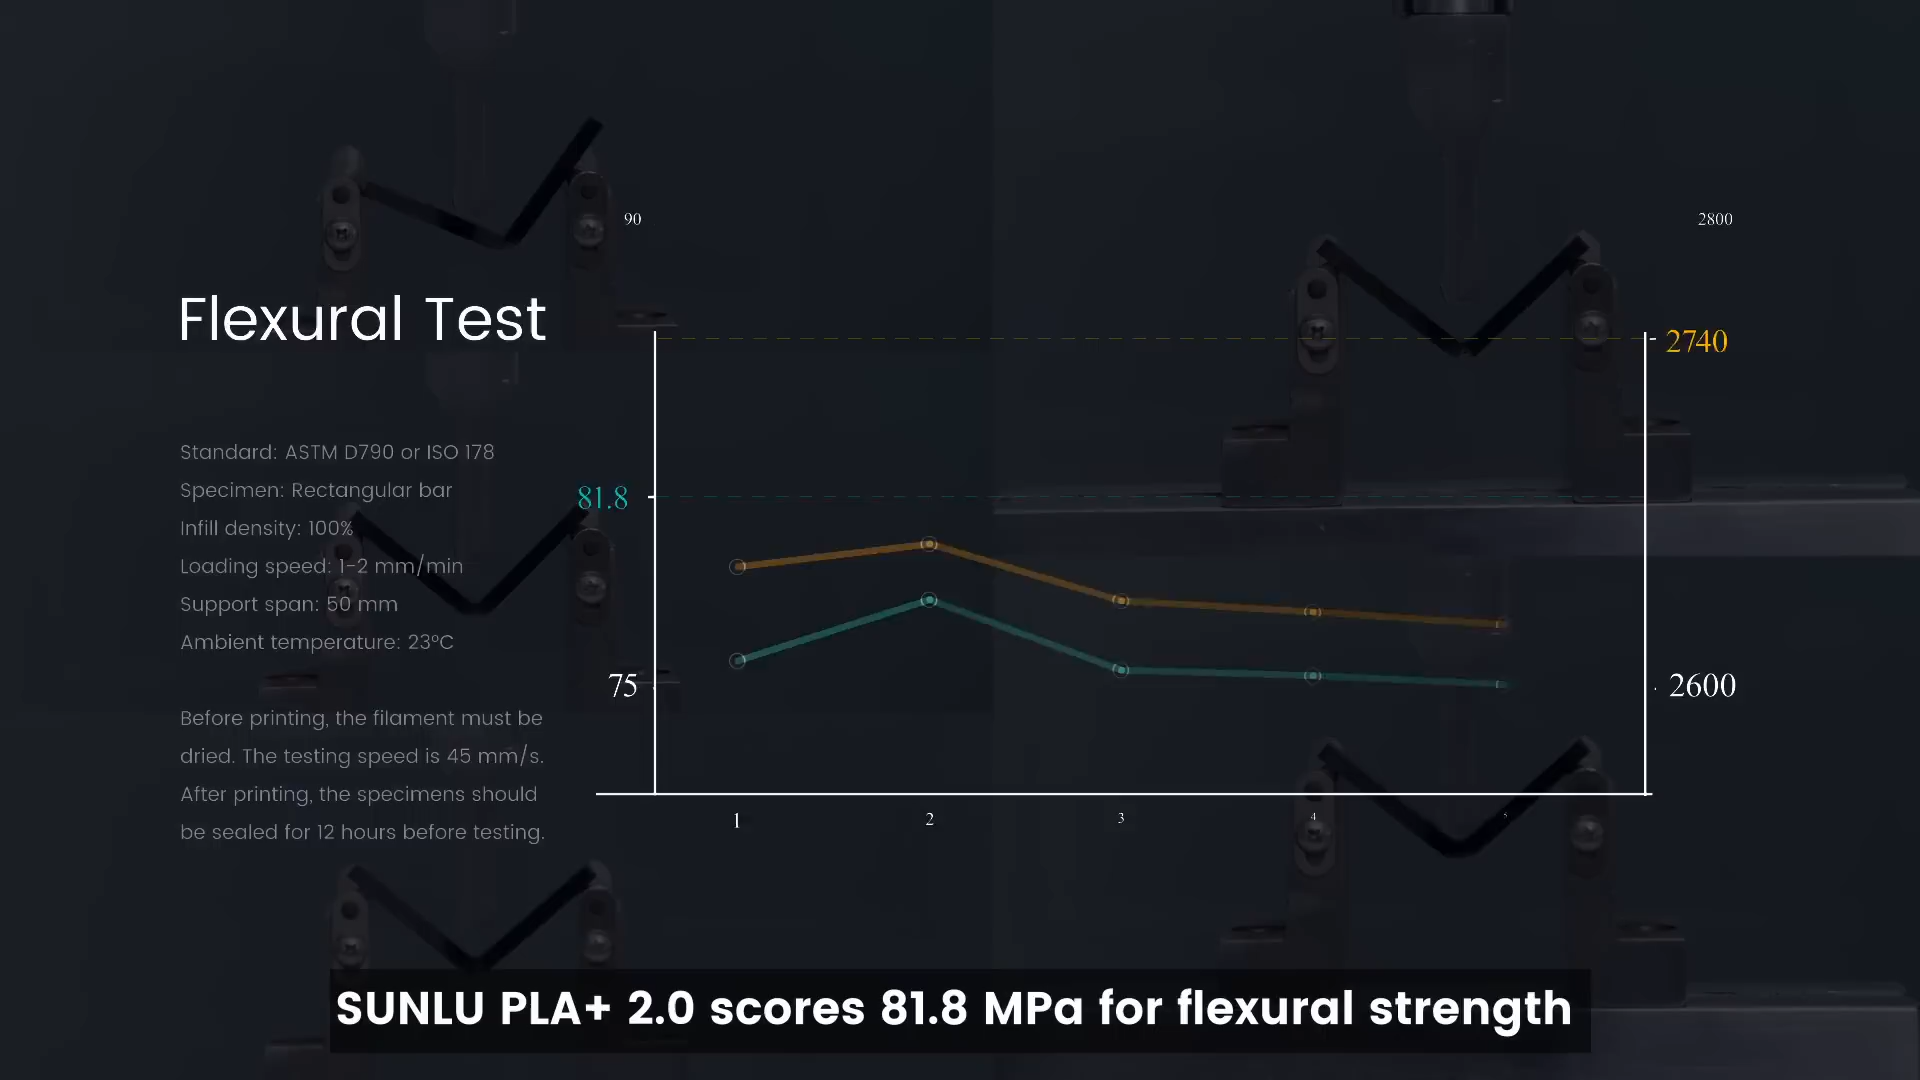 Flexural Test
Standard: ASTM D790 or ISO 178
Specimen: Rectangular bar
Infill density: 100%
Loading speed: 1-2 mm/min
Support span: 50 mm
Ambient temperature: 23°C
Before printing, the filament must be
dried. The testing speed is 45 mm/s.
After printing, the specimens should
be sealed for 12 hours before testing.
90
81.8
75
2800
2740
2600
1
2
3
4
5
SUNLU PLA+ 2.0 scores 81.8 MPa for flexural strength